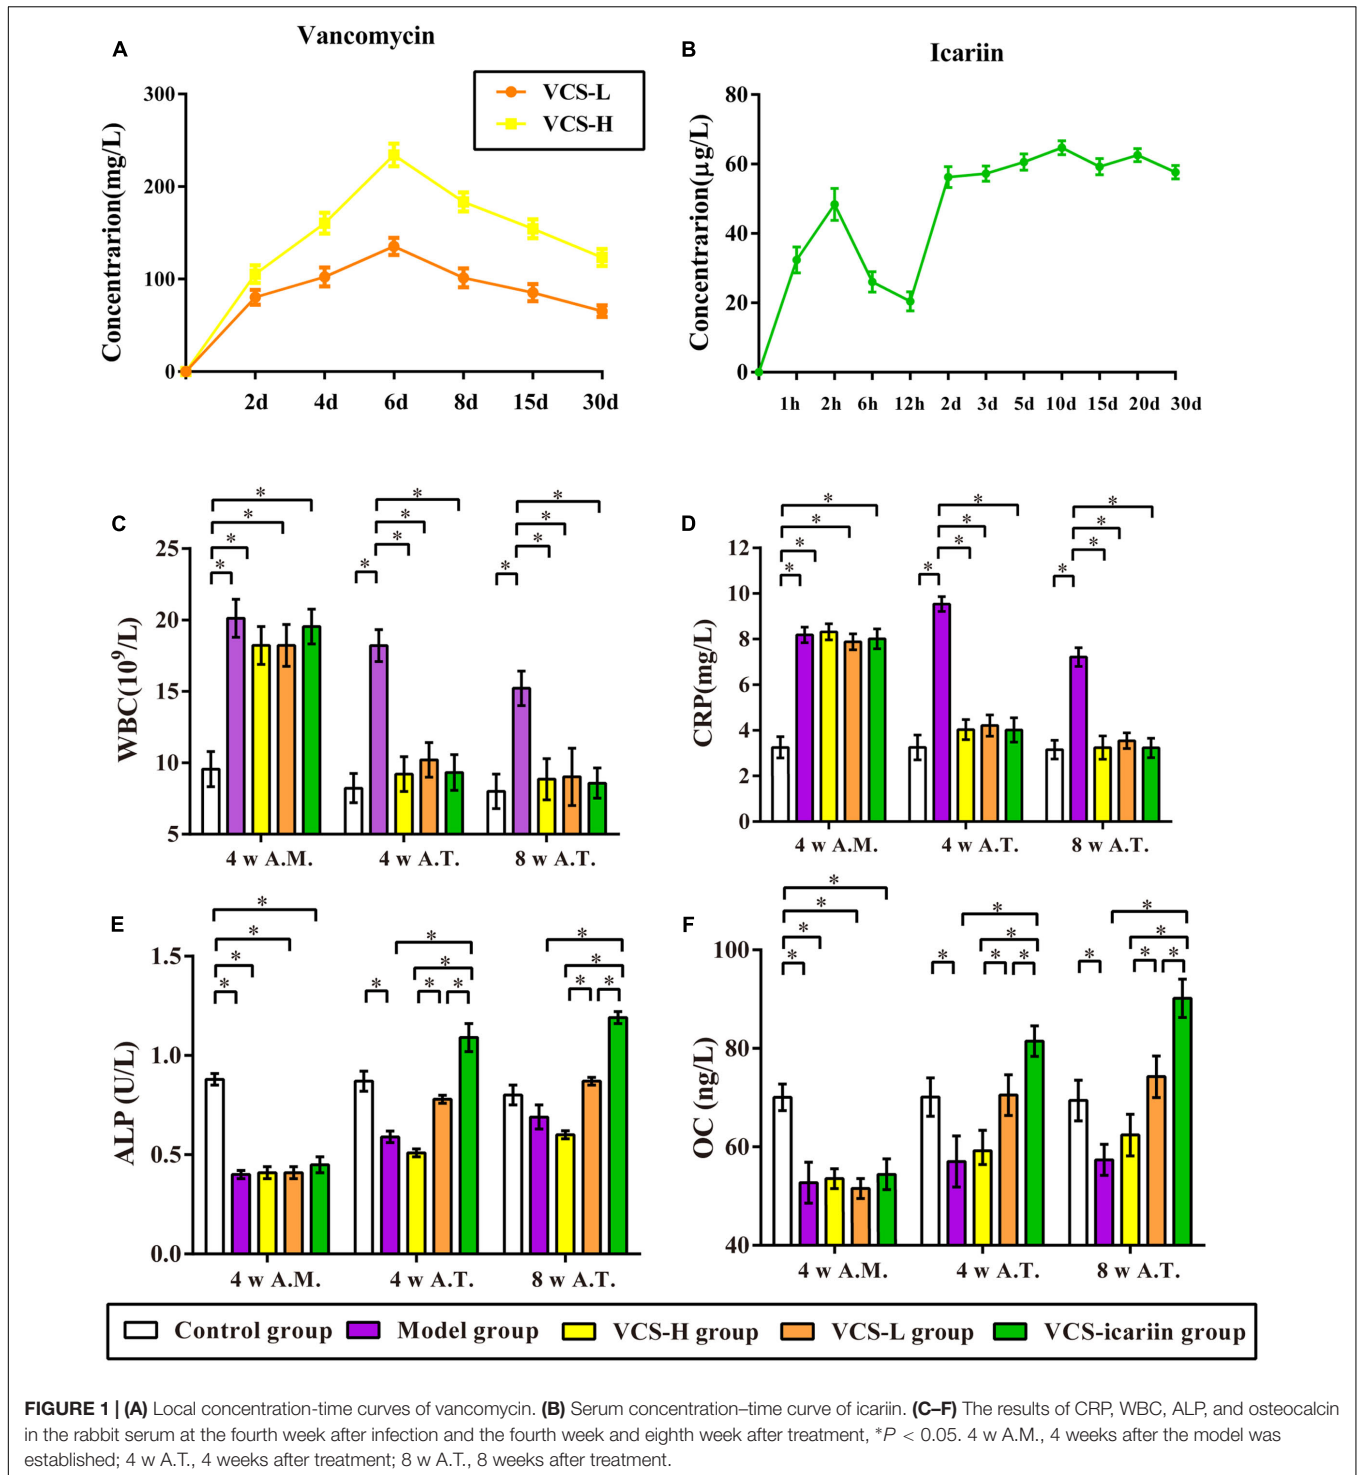 A
Vancomycin
VCS-L
VCS-H
Concentrarion(mg/L)
300
200
100
0
2d 4d 6d 8d 15d 30d
B
Icariin
Concentrarion(μg/L)
80
60
40
20
0
1h 2h 6h 12h 2d 3d 5d 10d 15d 20d 30d
C
WBC(10⁹/L)
25
20
15
10
5
* * * *
* * * *
* * * *
4 w A.M. 4 w A.T. 8 w A.T.
D
CRP(mg/L)
12
10
8
6
4
2
0
* * * *
* * * *
* * * *
4 w A.M. 4 w A.T. 8 w A.T.
E
ALP (U/L)
1.5
1.0
0.5
0.0
* * * *
* * * * *
* * * *
4 w A.M. 4 w A.T. 8 w A.T.
F
OC (ng/L)
100
80
60
40
* * * *
* * * * *
* * * * *
4 w A.M. 4 w A.T. 8 w A.T.
Control group Model group VCS-H group VCS-L group VCS-icariin group
FIGURE 1 | (A) Local concentration-time curves of vancomycin. (B) Serum concentration–time curve of icariin. (C–F) The results of CRP, WBC, ALP, and osteocalcin
in the rabbit serum at the fourth week after infection and the fourth week and eighth week after treatment, *P < 0.05. 4 w A.M., 4 weeks after the model was
established; 4 w A.T., 4 weeks after treatment; 8 w A.T., 8 weeks after treatment.